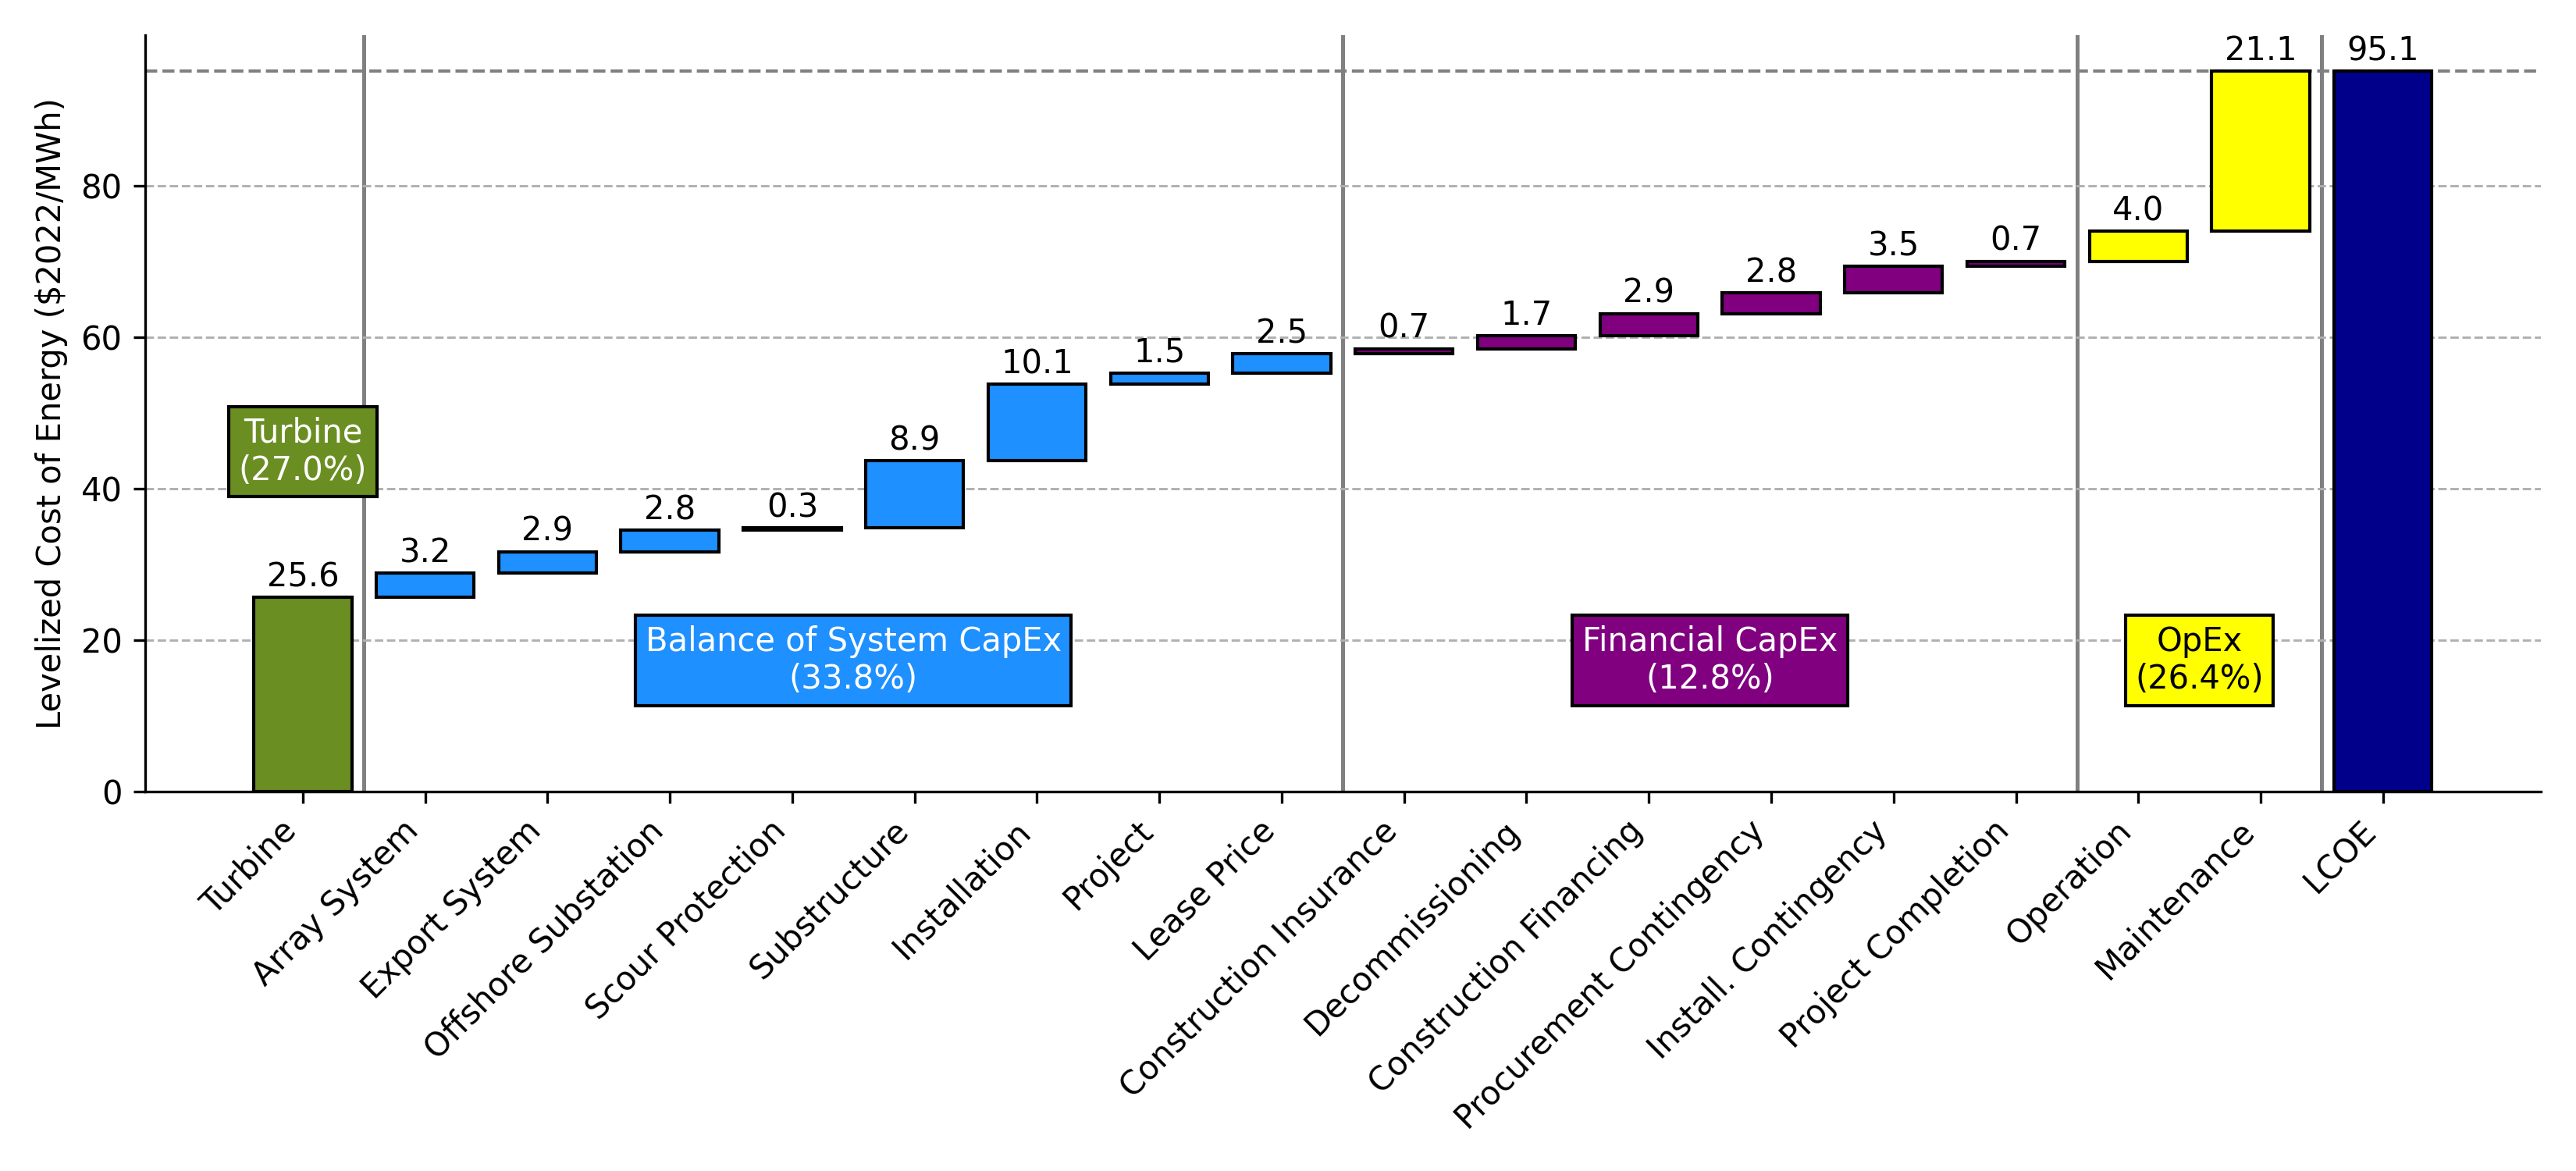 Levelized Cost of Energy ($2022/MWh)
80
60
40
20
0
25.6
3.2
2.9
2.8
0.3
8.9
10.1
1.5
2.5
0.7
1.7
2.9
2.8
3.5
0.7
4.0
21.1
95.1
Turbine
(27.0%)
Balance of System CapEx
(33.8%)
Financial CapEx
(12.8%)
OpEx
(26.4%)
Turbine
Array System
Export System
Offshore Substation
Scour Protection
Substructure
Installation
Project
Lease Price
Construction Insurance
Decommissioning
Construction Financing
Procurement Contingency
Install. Contingency
Project Completion
Operation
Maintenance
LCOE